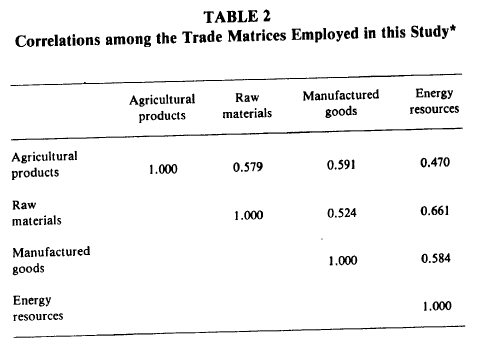 TABLE 2
Correlations among the Trade Matrices Employed in this Study*
Agricultural products Raw materials Manufactured goods Energy resources
Agricultural products 1.000 0.579 0.591 0.470
Raw materials 1.000 0.524 0.661
Manufactured goods 1.000 0.584
Energy resources 1.000